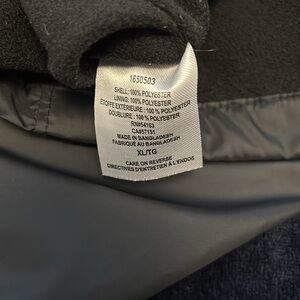 1650503
SHELL: 100% POLYESTER
LINING: 100% POLYESTER
ÉTOFFE EXTÉRIEURE : 100 % POLYESTER
DOUBLURE : 100 % POLYESTER
RN#54163
CA#57151
MADE IN BANGLADESH
FABRIQUÉ AU BANGLADESH
XL/TG
CARE ON REVERSE
DIRECTIVES D'ENTRETIEN À L'ENDOS